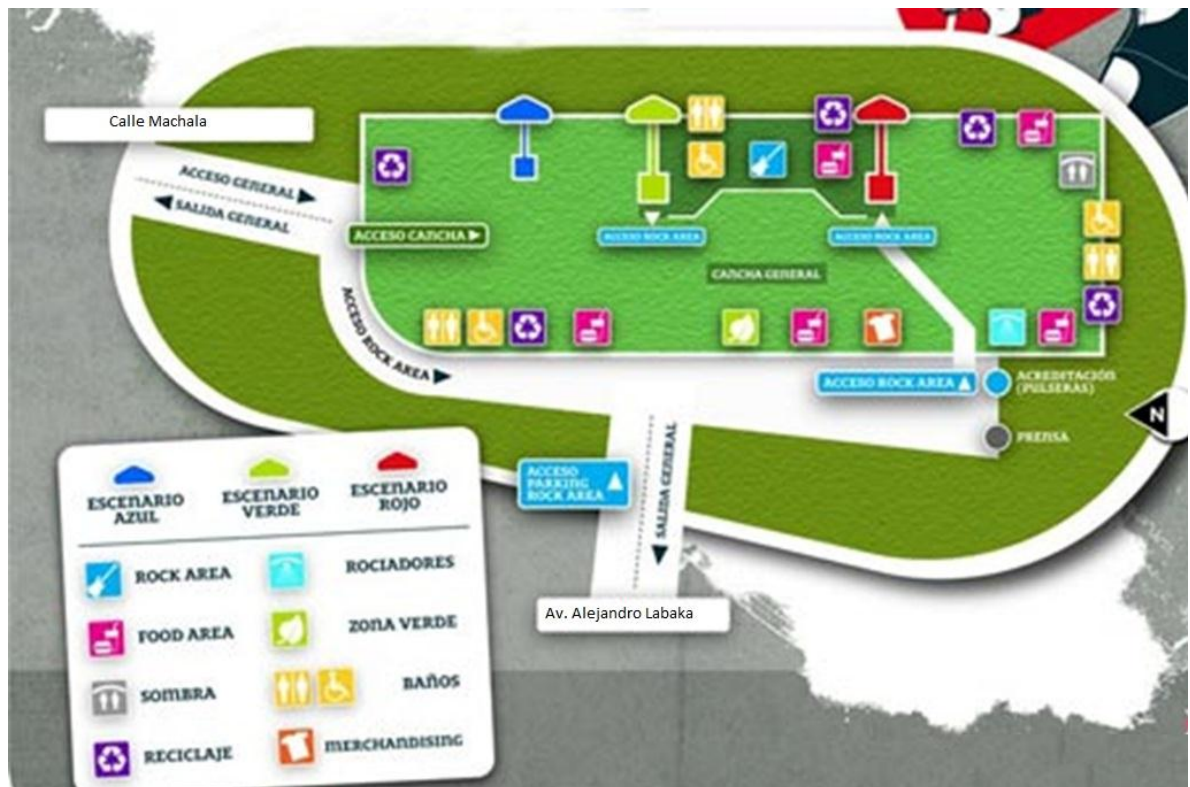 Calle Machala
ACCESO GENERAL
SALIDA GENERAL
ACCESO CANCHA
ACCESO ROCK AREA
ACCESO ROCK AREA
CANCHA GENERAL
ACCESO ROCK AREA
ACCESO ROCK AREA
ACREDITACIÓN
(PULSERAS)
N
PRENSA
ACCESO
PARKING
ROCK AREA
SALIDA GENERAL
Av. Alejandro Labaka
ESCENARIO
AZUL
ESCENARIO
VERDE
ESCENARIO
ROJO
ROCK AREA
ROCIADORES
FOOD AREA
ZONA VERDE
SOMBRA
BAÑOS
RECICLAJE
MERCHANDISING